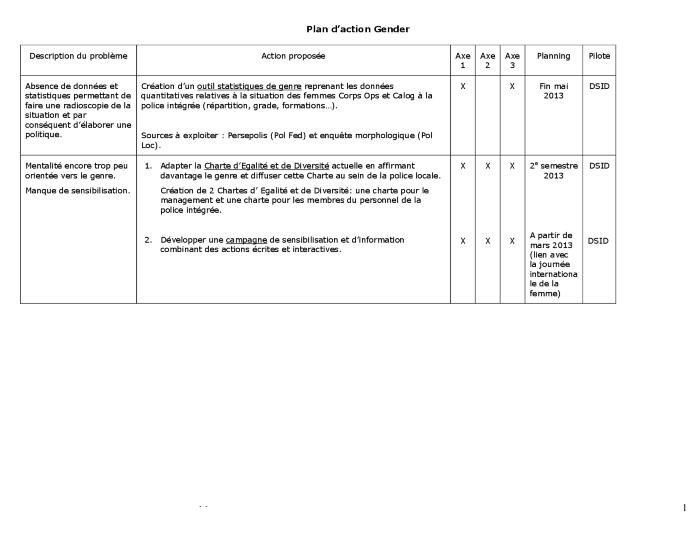 Plan d’action Gender
Description du problème
Action proposée
Axe
1
Axe
2
Axe
3
Planning
Pilote
Absence de données et
statistiques permettant de
faire une radioscopie de la
situation et par
conséquent d’élaborer une
politique.
Création d’un outil statistiques de genre reprenant les données
quantitatives relatives à la situation des femmes Corps Ops et Calog à la
police intégrée (répartition, grade, formations…).
Sources à exploiter : Persepolis (Pol Fed) et enquête morphologique (Pol
Loc).
X
X
Fin mai
2013
DSID
Mentalité encore trop peu
orientée vers le genre.
Manque de sensibilisation.
1. Adapter la Charte d’Egalité et de Diversité actuelle en affirmant
davantage le genre et diffuser cette Charte au sein de la police locale.
Création de 2 Chartes d’ Egalité et de Diversité: une charte pour le
management et une charte pour les membres du personnel de la
police intégrée.
X
X
X
2e semestre
2013
DSID
2. Développer une campagne de sensibilisation et d’information
combinant des actions écrites et interactives.
X
X
X
A partir de
mars 2013
(lien avec
la journée
internationa
le de la
femme)
DSID
1